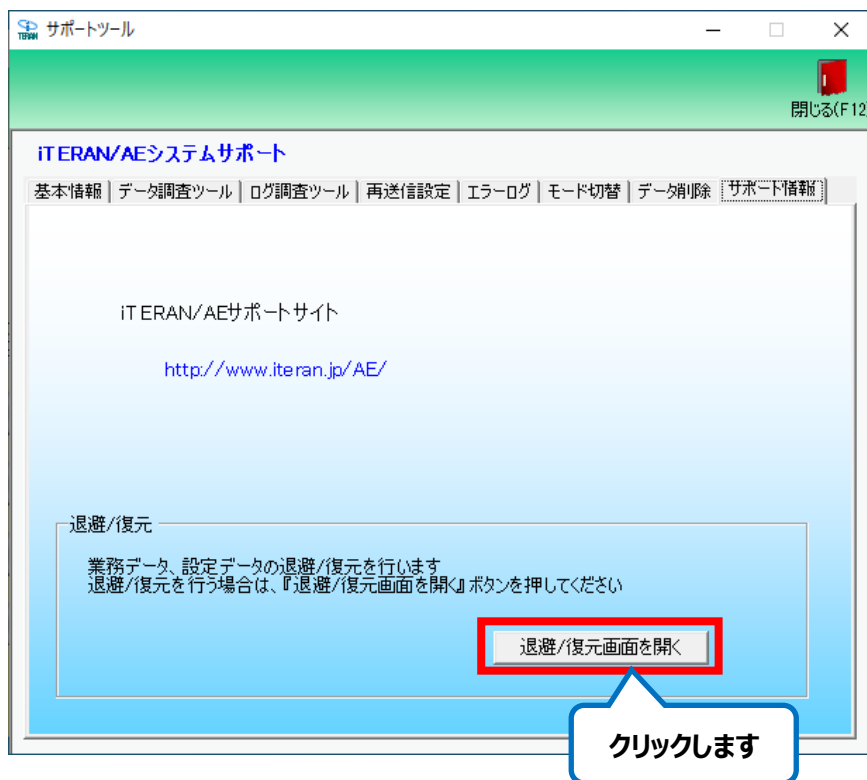 TERAN サポートツール
閉じる(F12
iTERAN/AEシステムサポート
基本情報 データ調査ツール ログ調査ツール 再送信設定 エラーログ モード切替 データ削除 サポート情報
iTERAN/AEサポートサイト
http://www.iteran.jp/AE/
退避/復元
業務データ、設定データの退避/復元を行います
退避/復元を行う場合は、『退避/復元画面を開く』ボタンを押してください
退避/復元画面を開く
クリックします